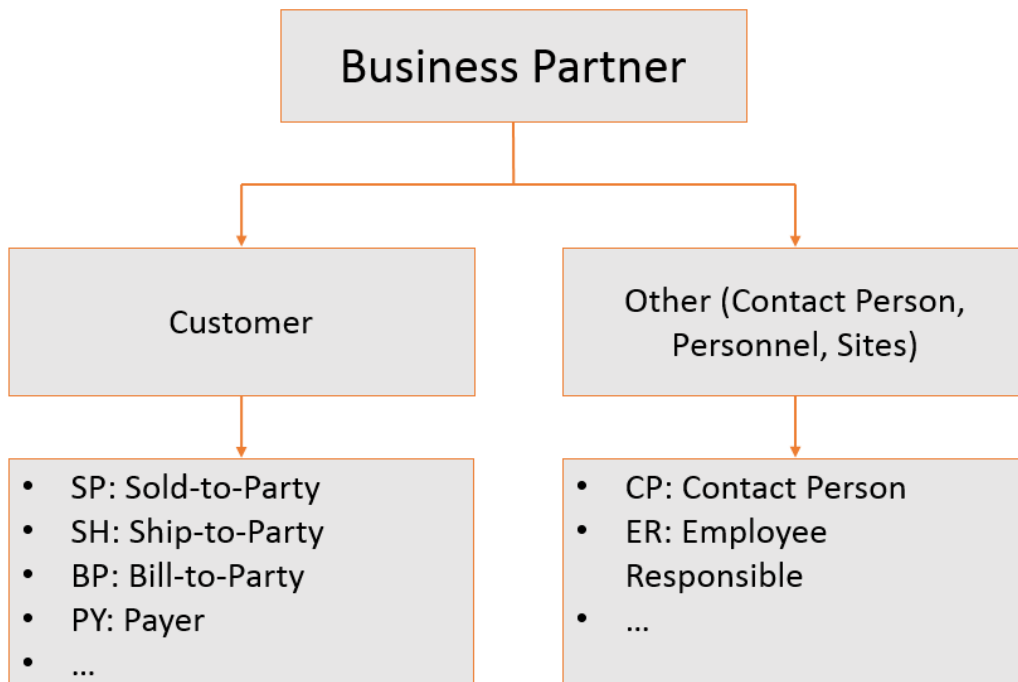 Business Partner
Customer
Other (Contact Person,
Personnel, Sites)
• SP: Sold-to-Party
• SH: Ship-to-Party
• BP: Bill-to-Party
• PY: Payer
• ...
• CP: Contact Person
• ER: Employee
Responsible
• ...